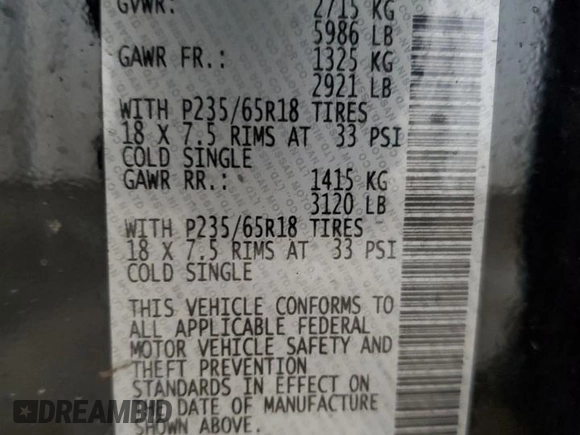 GVWR: 2715 KG
5986 LB
GAWR FR.: 1325 KG
2921 LB
WITH P235/65R18 TIRES
18 X 7.5 RIMS AT 33 PSI
COLD SINGLE
GAWR RR.: 1415 KG
3120 LB
WITH P235/65R18 TIRES
18 X 7.5 RIMS AT 33 PSI
COLD SINGLE
THIS VEHICLE CONFORMS TO
ALL APPLICABLE FEDERAL
MOTOR VEHICLE SAFETY AND
THEFT PREVENTION
STANDARDS IN EFFECT ON
DATE OF MANUFACTURE
SHOWN ABOVE.
DREAMBID